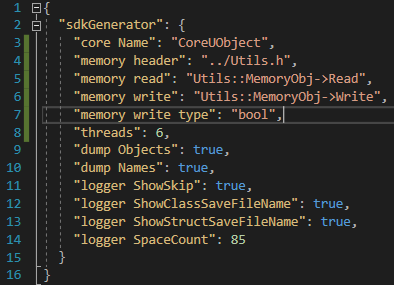 1 {
2 "sdkGenerator": {
3 "core Name": "CoreUObject",
4 "memory header": "../Utils.h",
5 "memory read": "Utils::MemoryObj->Read",
6 "memory write": "Utils::MemoryObj->Write",
7 "memory write type": "bool",
8 "threads": 6,
9 "dump Objects": true,
10 "dump Names": true,
11 "logger ShowSkip": true,
12 "logger ShowClassSaveFileName": true,
13 "logger ShowStructSaveFileName": true,
14 "logger SpaceCount": 85
15 }
16 }